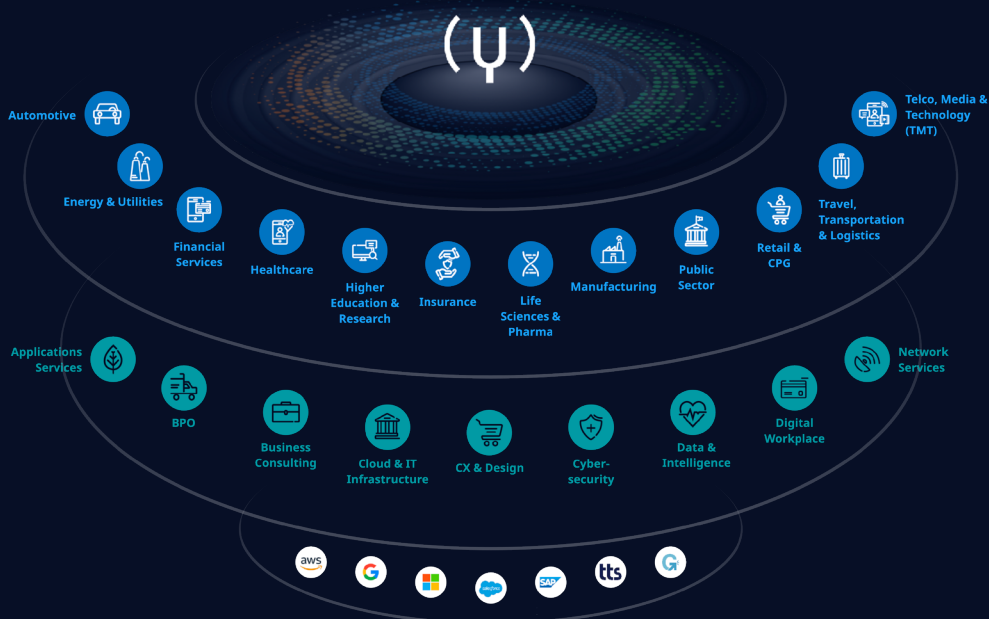 (Y)
Automotive
Telco, Media &
Technology
(TMT)
Energy & Utilities
Travel,
Transportation
& Logistics
Financial
Services
Healthcare
Higher
Education &
Research
Insurance
Life
Sciences &
Pharma
Manufacturing
Public
Sector
Retail &
CPG
Applications
Services
BPO
Business
Consulting
Cloud & IT
Infrastructure
CX & Design
Cyber-
security
Data &
Intelligence
Digital
Workplace
Network
Services
aws
G
salesforce
SAP
tts
G